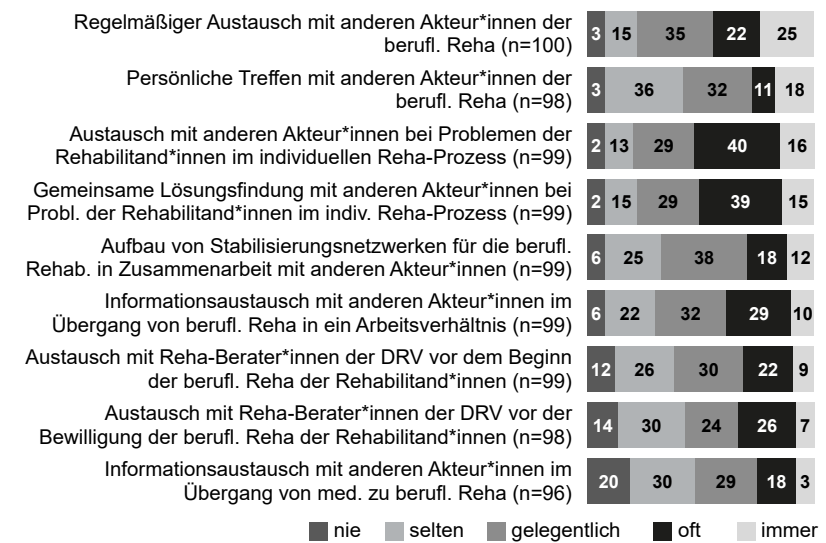 Regelmäßiger Austausch mit anderen Akteur*innen der
berufl. Reha (n=100) 3 15 35 22 25
Persönliche Treffen mit anderen Akteur*innen der
berufl. Reha (n=98) 3 36 32 11 18
Austausch mit anderen Akteur*innen bei Problemen der
Rehabilitand*innen im individuellen Reha-Prozess (n=99) 2 13 29 40 16
Gemeinsame Lösungsfindung mit anderen Akteur*innen bei
Probl. der Rehabilitand*innen im indiv. Reha-Prozess (n=99) 2 15 29 39 15
Aufbau von Stabilisierungsnetzwerken für die berufl.
Rehab. in Zusammenarbeit mit anderen Akteur*innen (n=99) 6 25 38 18 12
Informationsaustausch mit anderen Akteur*innen im
Übergang von berufl. Reha in ein Arbeitsverhältnis (n=99) 6 22 32 29 10
Austausch mit Reha-Berater*innen der DRV vor dem Beginn
der berufl. Reha der Rehabilitand*innen (n=99) 12 26 30 22 9
Austausch mit Reha-Berater*innen der DRV vor der
Bewilligung der berufl. Reha der Rehabilitand*innen (n=98) 14 30 24 26 7
Informationsaustausch mit anderen Akteur*innen im
Übergang von med. zu berufl. Reha (n=96) 20 30 29 18 3
nie selten gelegentlich oft immer